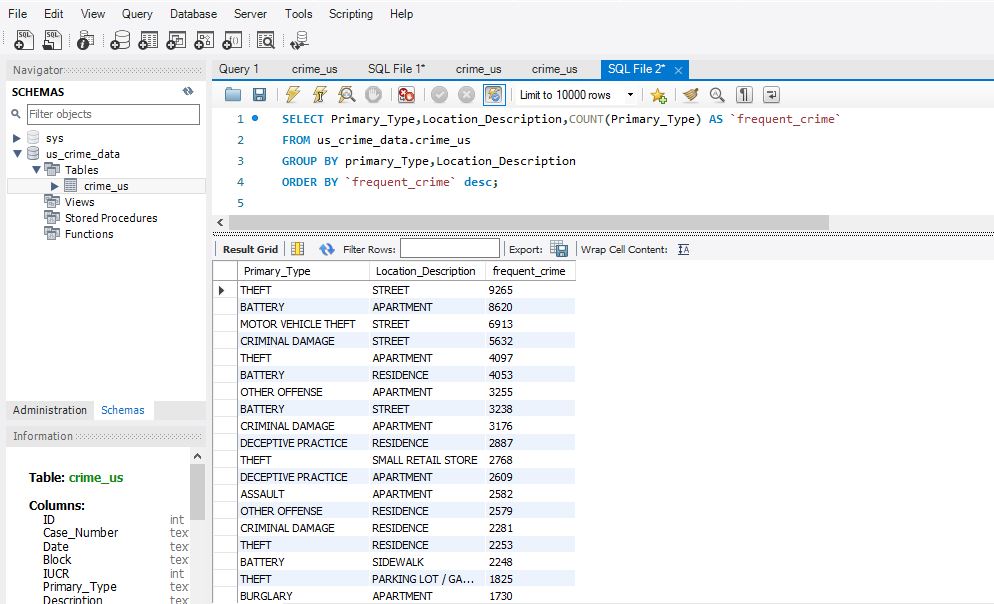 File Edit View Query Database Server Tools Scripting Help
Navigator
SCHEMAS
Filter objects
sys
us_crime_data
Tables
crime_us
Views
Stored Procedures
Functions
Administration Schemas
Information
Table: crime_us
Columns:
ID int
Case_Number tex
Date tex
Block tex
IUCR int
Primary_Type tex
Description tex
Query 1 crime_us SQL File 1* crime_us crime_us SQL File 2*
Limit to 10000 rows
1 SELECT Primary_Type,Location_Description,COUNT(Primary_Type) AS `frequent_crime`
2 FROM us_crime_data.crime_us
3 GROUP BY primary_Type,Location_Description
4 ORDER BY `frequent_crime` desc;
5
Result Grid Filter Rows: Export: Wrap Cell Content:
Primary_Type Location_Description frequent_crime
THEFT STREET 9265
BATTERY APARTMENT 8620
MOTOR VEHICLE THEFT STREET 6913
CRIMINAL DAMAGE STREET 5632
THEFT APARTMENT 4097
BATTERY RESIDENCE 4053
OTHER OFFENSE APARTMENT 3255
BATTERY STREET 3238
CRIMINAL DAMAGE APARTMENT 3176
DECEPTIVE PRACTICE RESIDENCE 2887
THEFT SMALL RETAIL STORE 2768
DECEPTIVE PRACTICE APARTMENT 2609
ASSAULT APARTMENT 2582
OTHER OFFENSE RESIDENCE 2579
CRIMINAL DAMAGE RESIDENCE 2281
THEFT RESIDENCE 2253
BATTERY SIDEWALK 2248
THEFT PARKING LOT / GA... 1825
BURGLARY APARTMENT 1730